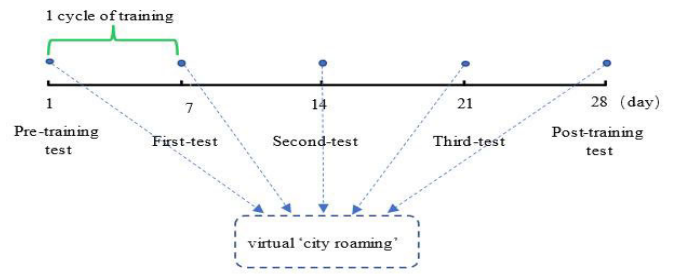 1 cycle of training
1 7 14 21 28 (day)
Pre-training
test
First-test
Second-test
Third-test
Post-training
test
virtual ‘city roaming’